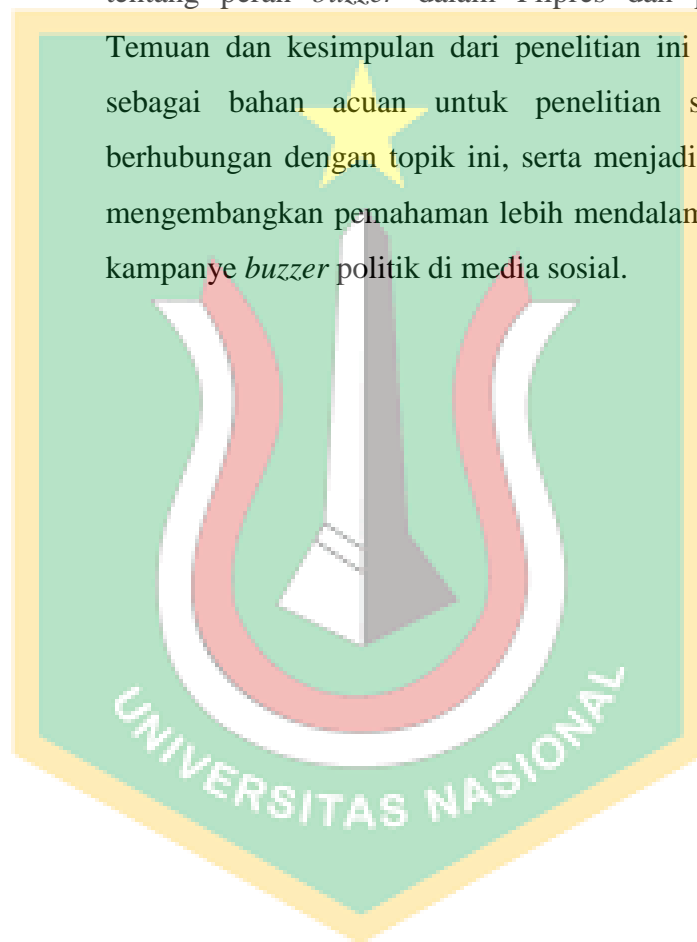 tentang peran buzzer dalam Pilpres dan
Temuan dan kesimpulan dari penelitian ini
sebagai bahan acuan untuk penelitian
berhubungan dengan topik ini, serta menjadi
mengembangkan pemahaman lebih mendalam
kampanye buzzer politik di media sosial.
UNIVERSITAS NASIONAL